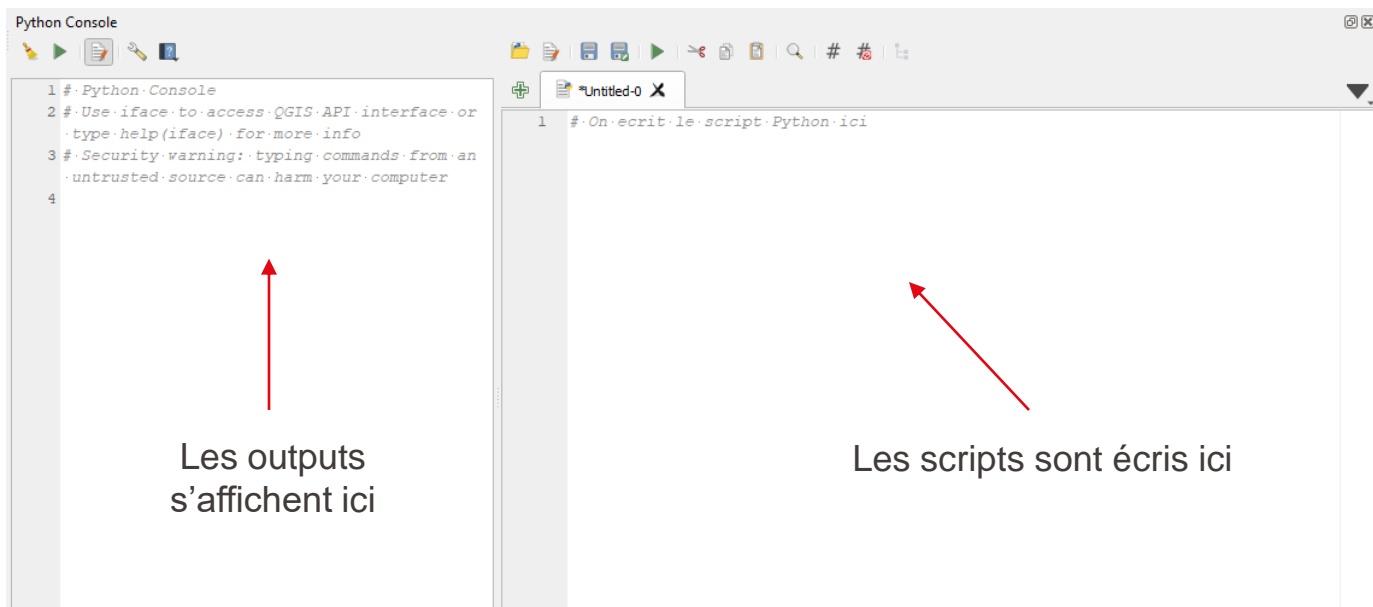 Python Console
*Untitled-0
1 # Python Console
2 # Use iface to access QGIS API interface or
type help(iface) for more info
3 # Security warning: typing commands from an
untrusted source can harm your computer
4
1 # On ecrit le script Python ici
Les outputs
s'affichent ici
Les scripts sont écris ici